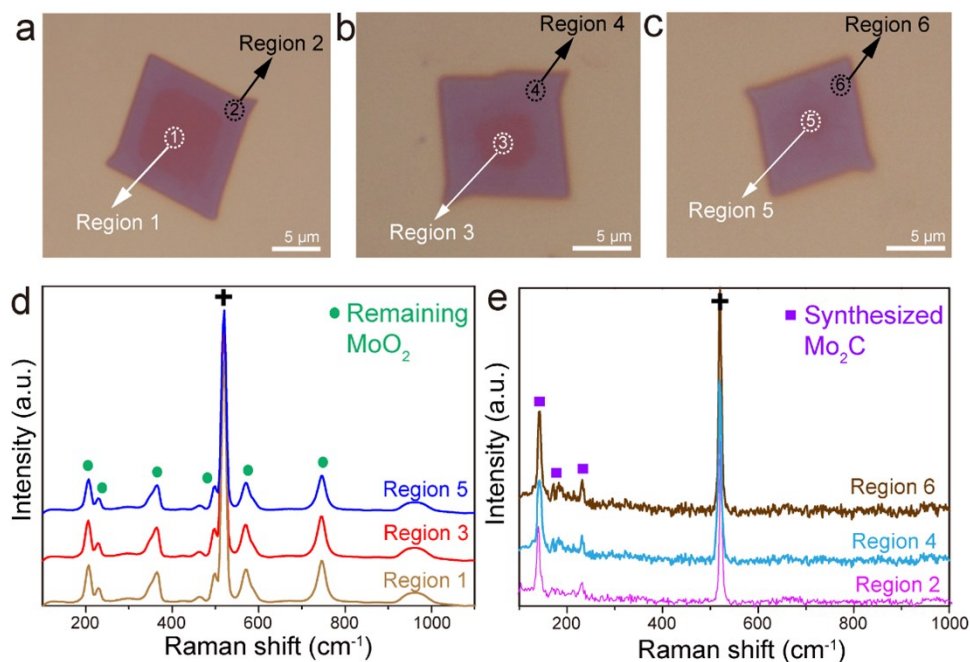 a
Region 2
2
1
Region 1
5 µm
b
Region 4
4
3
Region 3
5 µm
c
Region 6
6
5
Region 5
5 µm
d
+
Remaining
MoO₂
Region 5
Region 3
Region 1
Intensity (a.u.)
200 400 600 800 1000
Raman shift (cm⁻¹)
e
+
Synthesized
Mo₂C
Region 6
Region 4
Region 2
Intensity (a.u.)
200 400 600 800 1000
Raman shift (cm⁻¹)